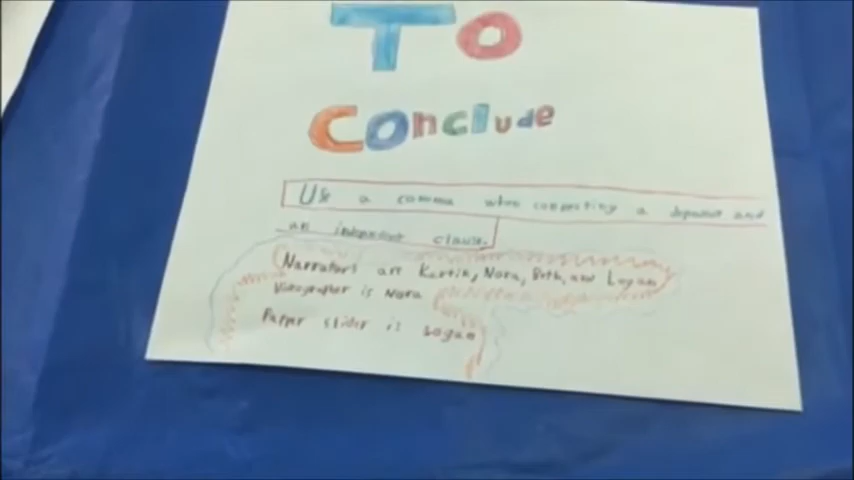 To
Conclude
Use a comma when connecting a dependent and
an independent clause.
Narrators are Kartik, Nora, Beth, and Logan
Videographer is Nora
Paper slider is Logan